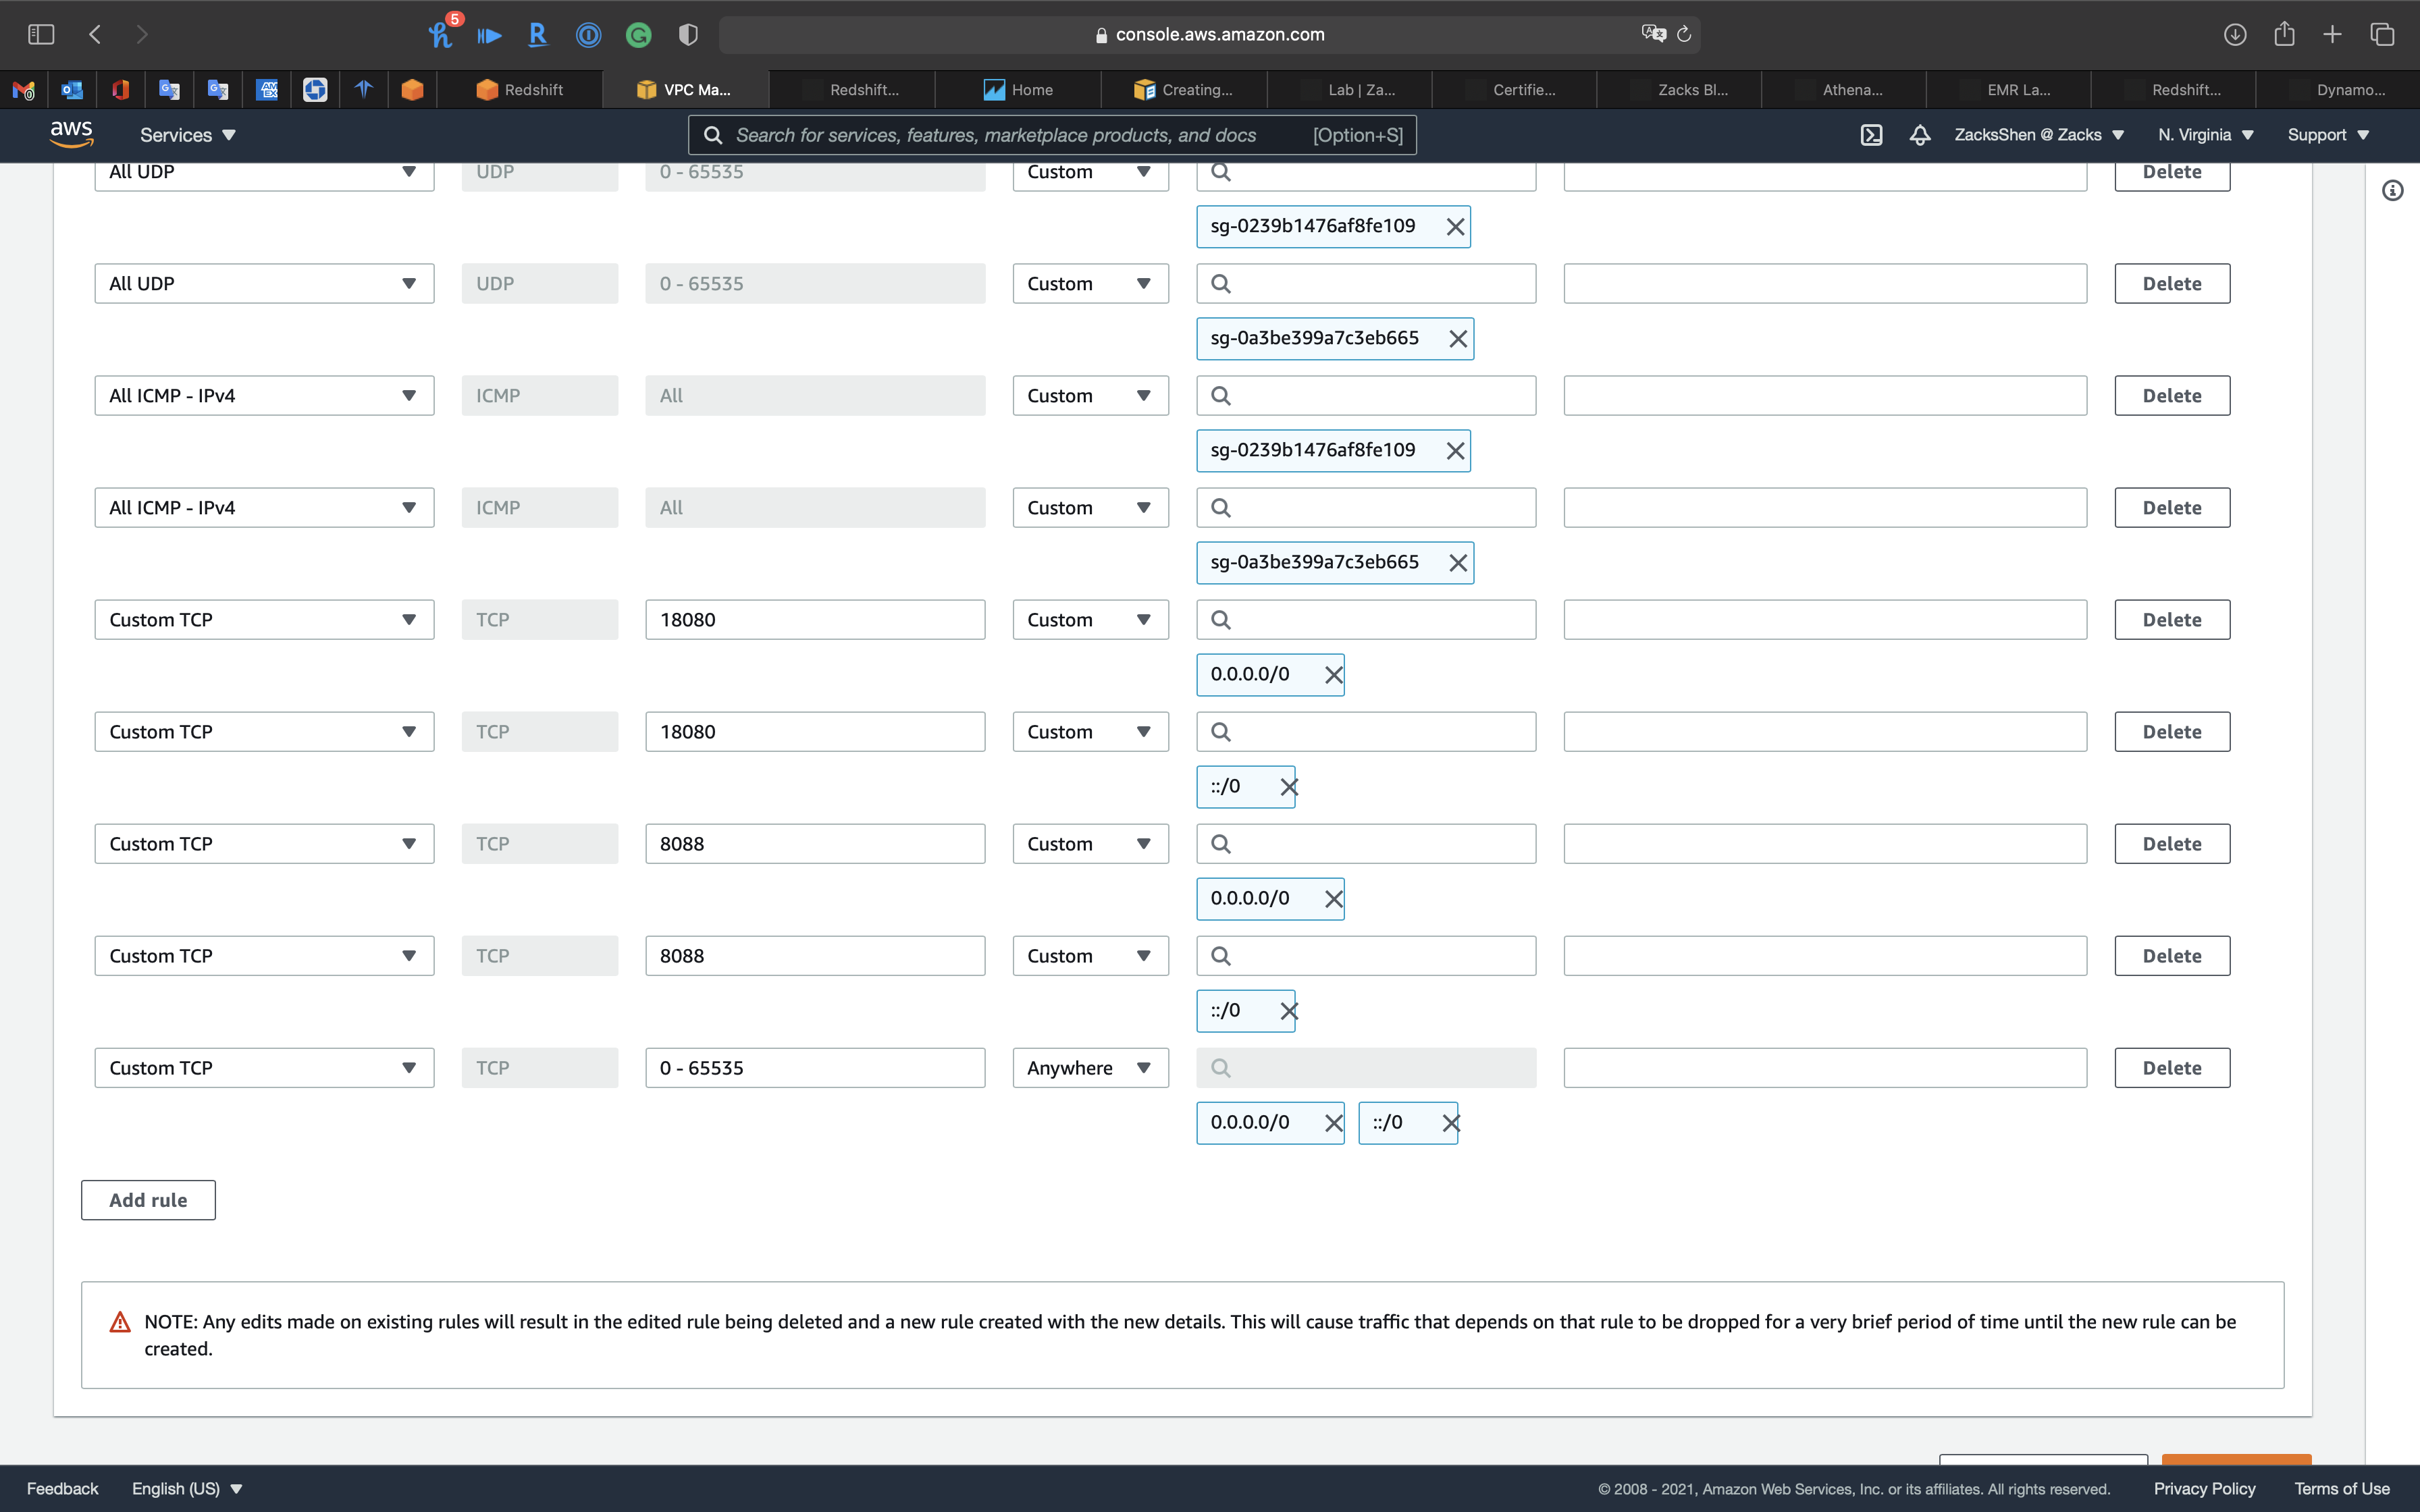 5
console.aws.amazon.com
Redshift
VPC Ma...
Redshift...
Home
Creating...
Lab | Za...
Certifie...
Zacks Bl...
Athena...
EMR La...
Redshift...
Dynamo...
aws
Services
Search for services, features, marketplace products, and docs
[Option+S]
ZacksShen @ Zacks
N. Virginia
Support
All UDP UDP 0 - 65535 Custom Delete
sg-0239b1476af8fe109
All UDP UDP 0 - 65535 Custom Delete
sg-0a3be399a7c3eb665
All ICMP - IPv4 ICMP All Custom Delete
sg-0239b1476af8fe109
All ICMP - IPv4 ICMP All Custom Delete
sg-0a3be399a7c3eb665
Custom TCP TCP 18080 Custom Delete
0.0.0.0/0
Custom TCP TCP 18080 Custom Delete
::/0
Custom TCP TCP 8088 Custom Delete
0.0.0.0/0
Custom TCP TCP 8088 Custom Delete
::/0
Custom TCP TCP 0 - 65535 Anywhere Delete
0.0.0.0/0 ::/0
Add rule
NOTE: Any edits made on existing rules will result in the edited rule being deleted and a new rule created with the new details. This will cause traffic that depends on that rule to be dropped for a very brief period of time until the new rule can be
created.
Feedback
English (US)
© 2008 - 2021, Amazon Web Services, Inc. or its affiliates. All rights reserved.
Privacy Policy
Terms of Use